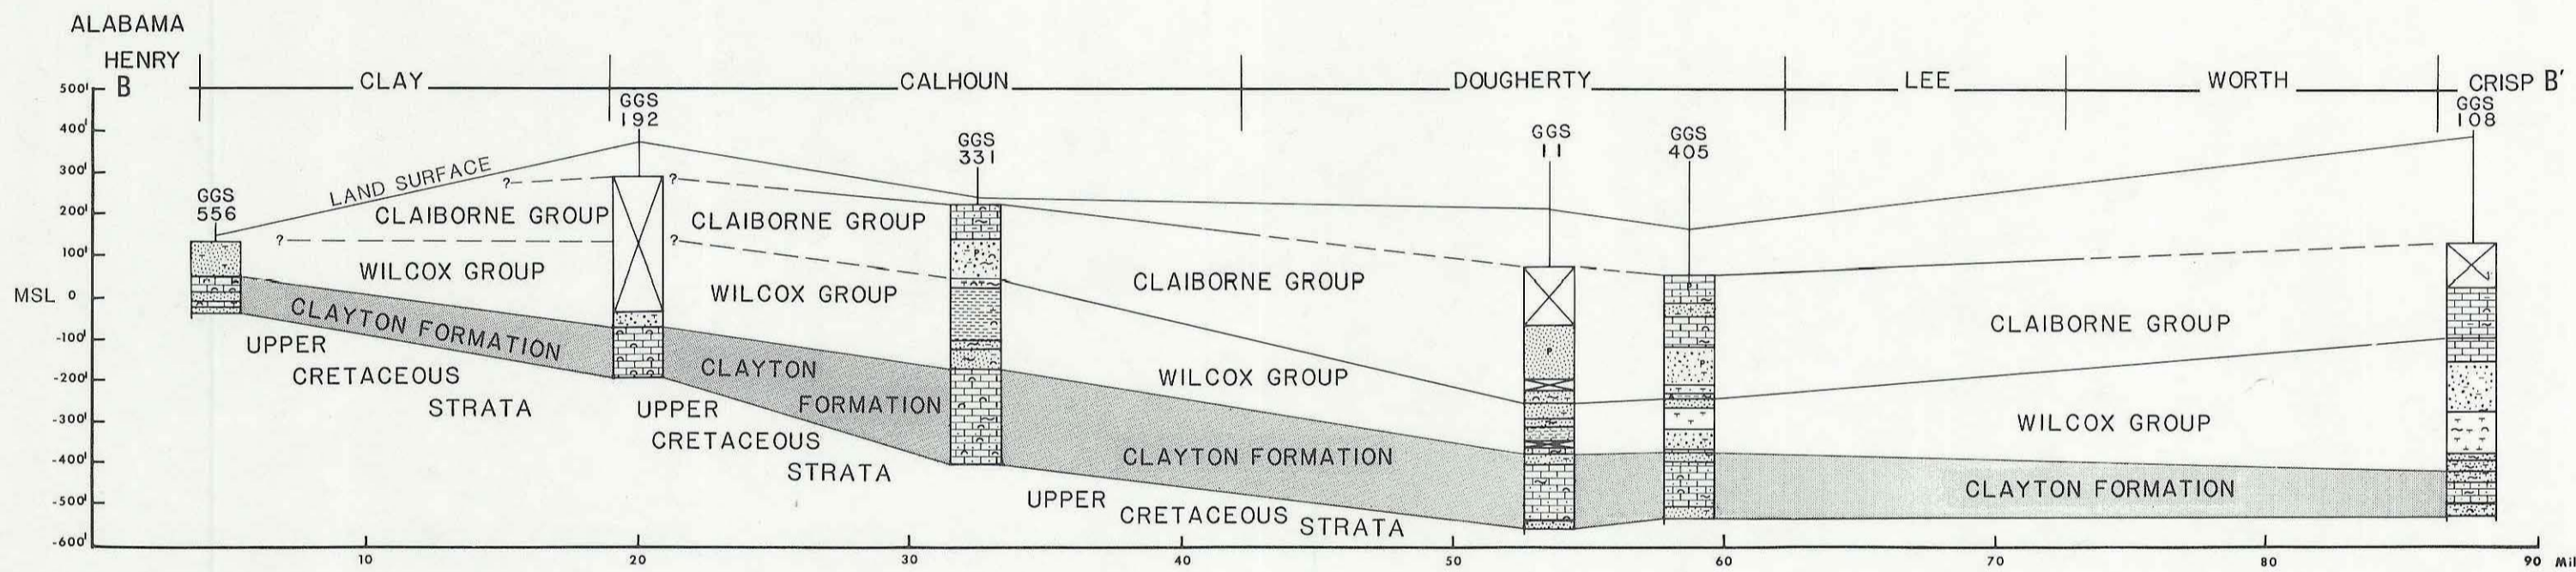 ALABAMA
HENRY
B
CLAY
CALHOUN
DOUGHERTY
LEE
WORTH
CRISP B'
500'
400'
300'
200'
100'
MSL 0
-100'
-200'
-300'
-400'
-500'
-600'
GGS
556
GGS
192
GGS
331
GGS
11
GGS
405
GGS
108
LAND SURFACE
?
?
?
?
CLAIBORNE GROUP
CLAIBORNE GROUP
CLAIBORNE GROUP
CLAIBORNE GROUP
WILCOX GROUP
WILCOX GROUP
WILCOX GROUP
WILCOX GROUP
CLAYTON FORMATION
CLAYTON
FORMATION
CLAYTON FORMATION
CLAYTON FORMATION
UPPER
CRETACEOUS
STRATA
UPPER
CRETACEOUS
STRATA
UPPER
CRETACEOUS
STRATA
P
P
P
P
10
20
30
40
50
60
70
80
90 Mil